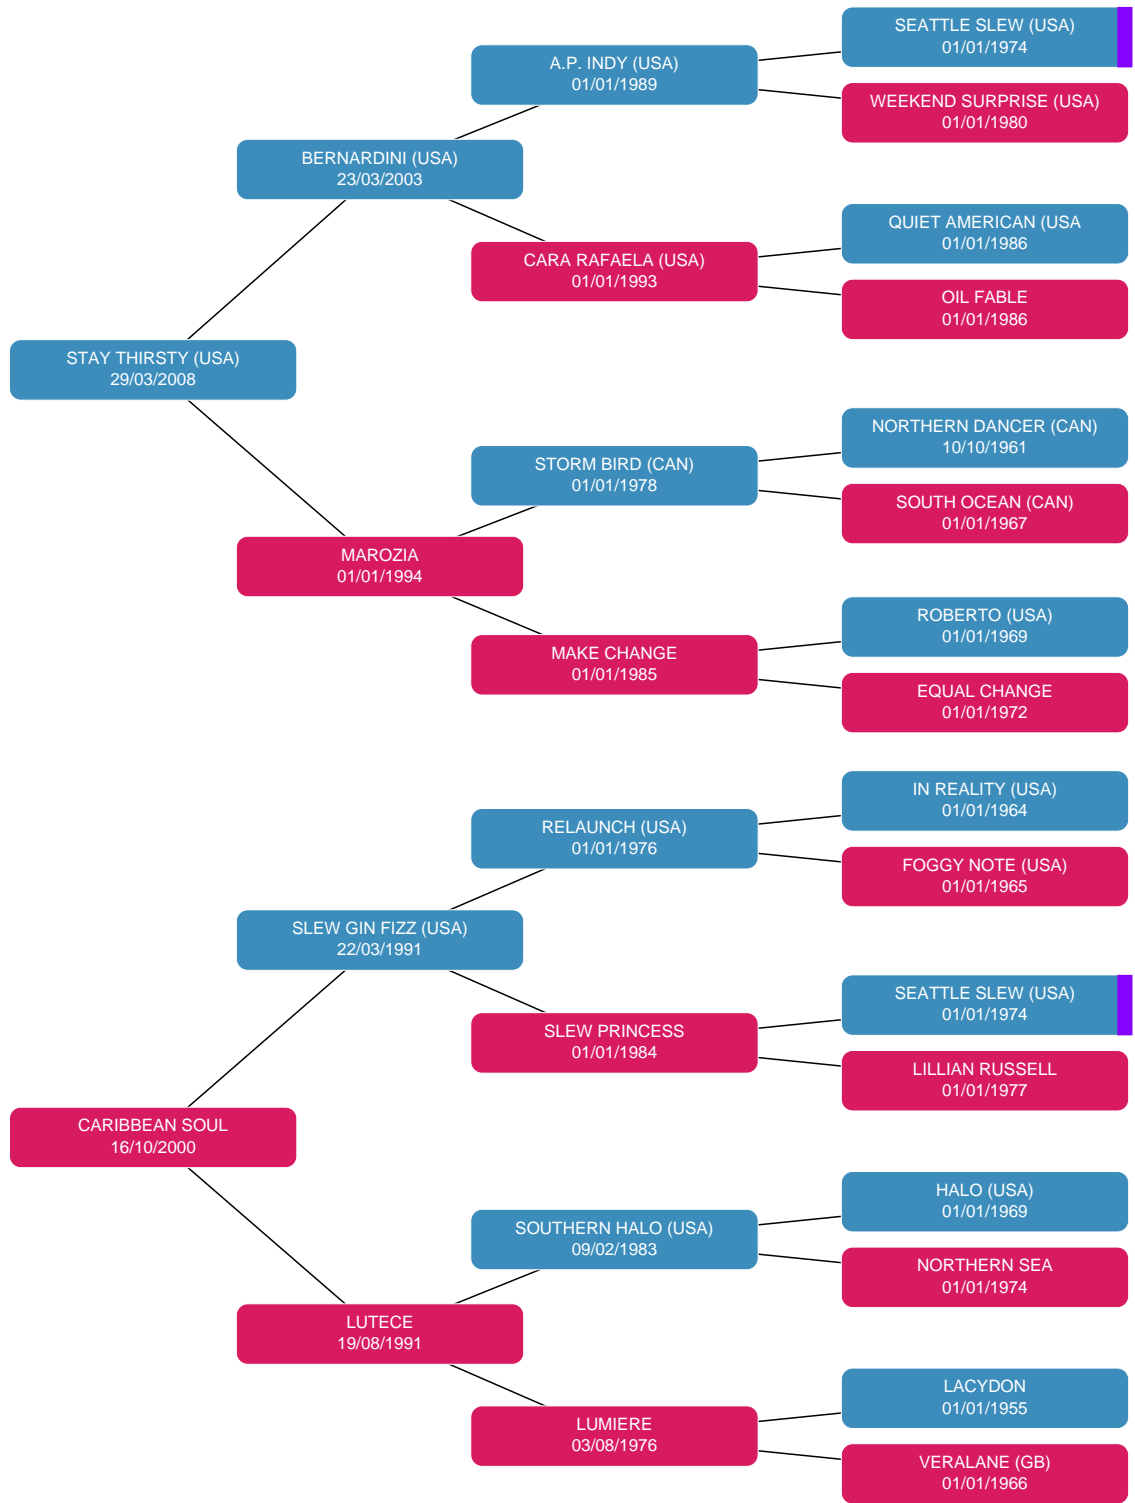 SEATTLE SLEW (USA)
01/01/1974
A.P. INDY (USA)
01/01/1989
WEEKEND SURPRISE (USA)
01/01/1980
BERNARDINI (USA)
23/03/2003
QUIET AMERICAN (USA
01/01/1986
CARA RAFAELA (USA)
01/01/1993
OIL FABLE
01/01/1986
STAY THIRSTY (USA)
29/03/2008
NORTHERN DANCER (CAN)
10/10/1961
STORM BIRD (CAN)
01/01/1978
SOUTH OCEAN (CAN)
01/01/1967
MAROZIA
01/01/1994
ROBERTO (USA)
01/01/1969
MAKE CHANGE
01/01/1985
EQUAL CHANGE
01/01/1972
IN REALITY (USA)
01/01/1964
RELAUNCH (USA)
01/01/1976
FOGGY NOTE (USA)
01/01/1965
SLEW GIN FIZZ (USA)
22/03/1991
SEATTLE SLEW (USA)
01/01/1974
SLEW PRINCESS
01/01/1984
LILLIAN RUSSELL
01/01/1977
CARIBBEAN SOUL
16/10/2000
HALO (USA)
01/01/1969
SOUTHERN HALO (USA)
09/02/1983
NORTHERN SEA
01/01/1974
LUTECE
19/08/1991
LACYDON
01/01/1955
LUMIERE
03/08/1976
VERALANE (GB)
01/01/1966